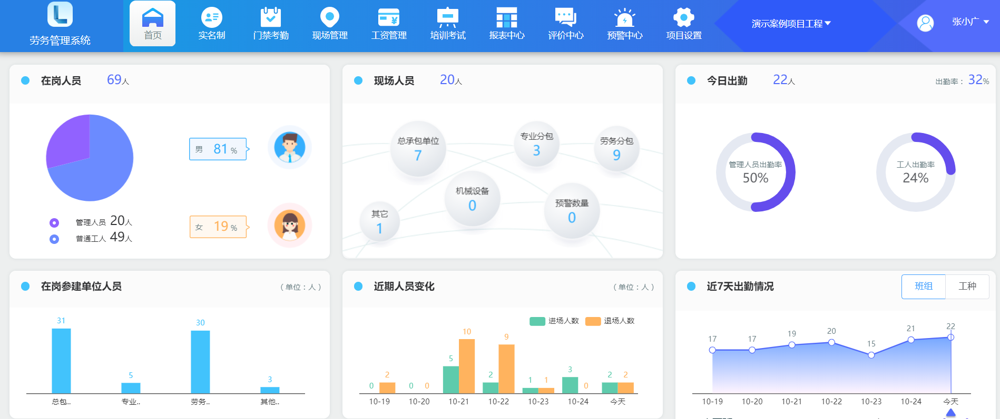 劳务管理系统
首页
实名制
门禁考勤
现场管理
工资管理
培训考试
报表中心
评价中心
预警中心
项目设置
演示案例项目工程
张小广
在岗人员 69人
管理人员 20人
普通工人 49人
男 81 %
女 19 %
现场人员 20人
总承包单位
7
专业分包
3
劳务分包
9
机械设备
0
其它
1
预警数量
0
今日出勤 22人
出勤率： 32%
管理人员出勤率
50%
工人出勤率
24%
在岗参建单位人员 （单位：人）
31
5
30
3
总包..
专业..
劳务..
其他..
近期人员变化 （单位：人）
进场人数 退场人数
0 2
0 0
5 10
2 9
1 1
3 0
2 2
10-19 10-20 10-21 10-22 10-23 10-24 今天
近7天出勤情况
班组 工种
17 17 19 20 15 21 22
10-19 10-20 10-21 10-22 10-23 10-24 今天